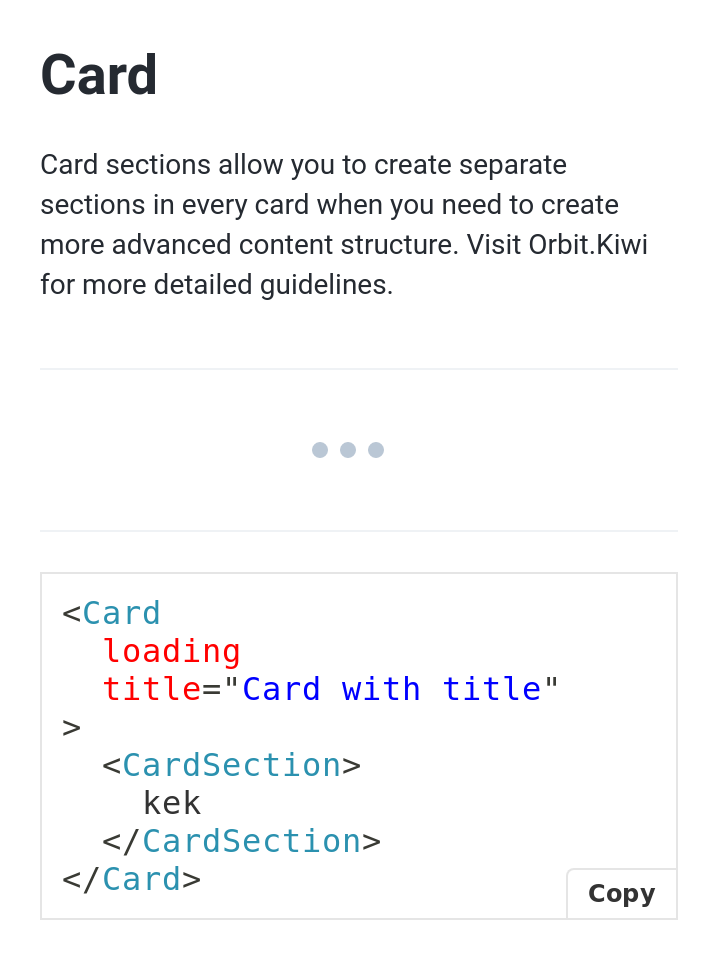 Card
Card sections allow you to create separate
sections in every card when you need to create
more advanced content structure. Visit Orbit.Kiwi
for more detailed guidelines.
<Card
  loading
  title="Card with title"
>
  <CardSection>
    kek
  </CardSection>
</Card>
Copy